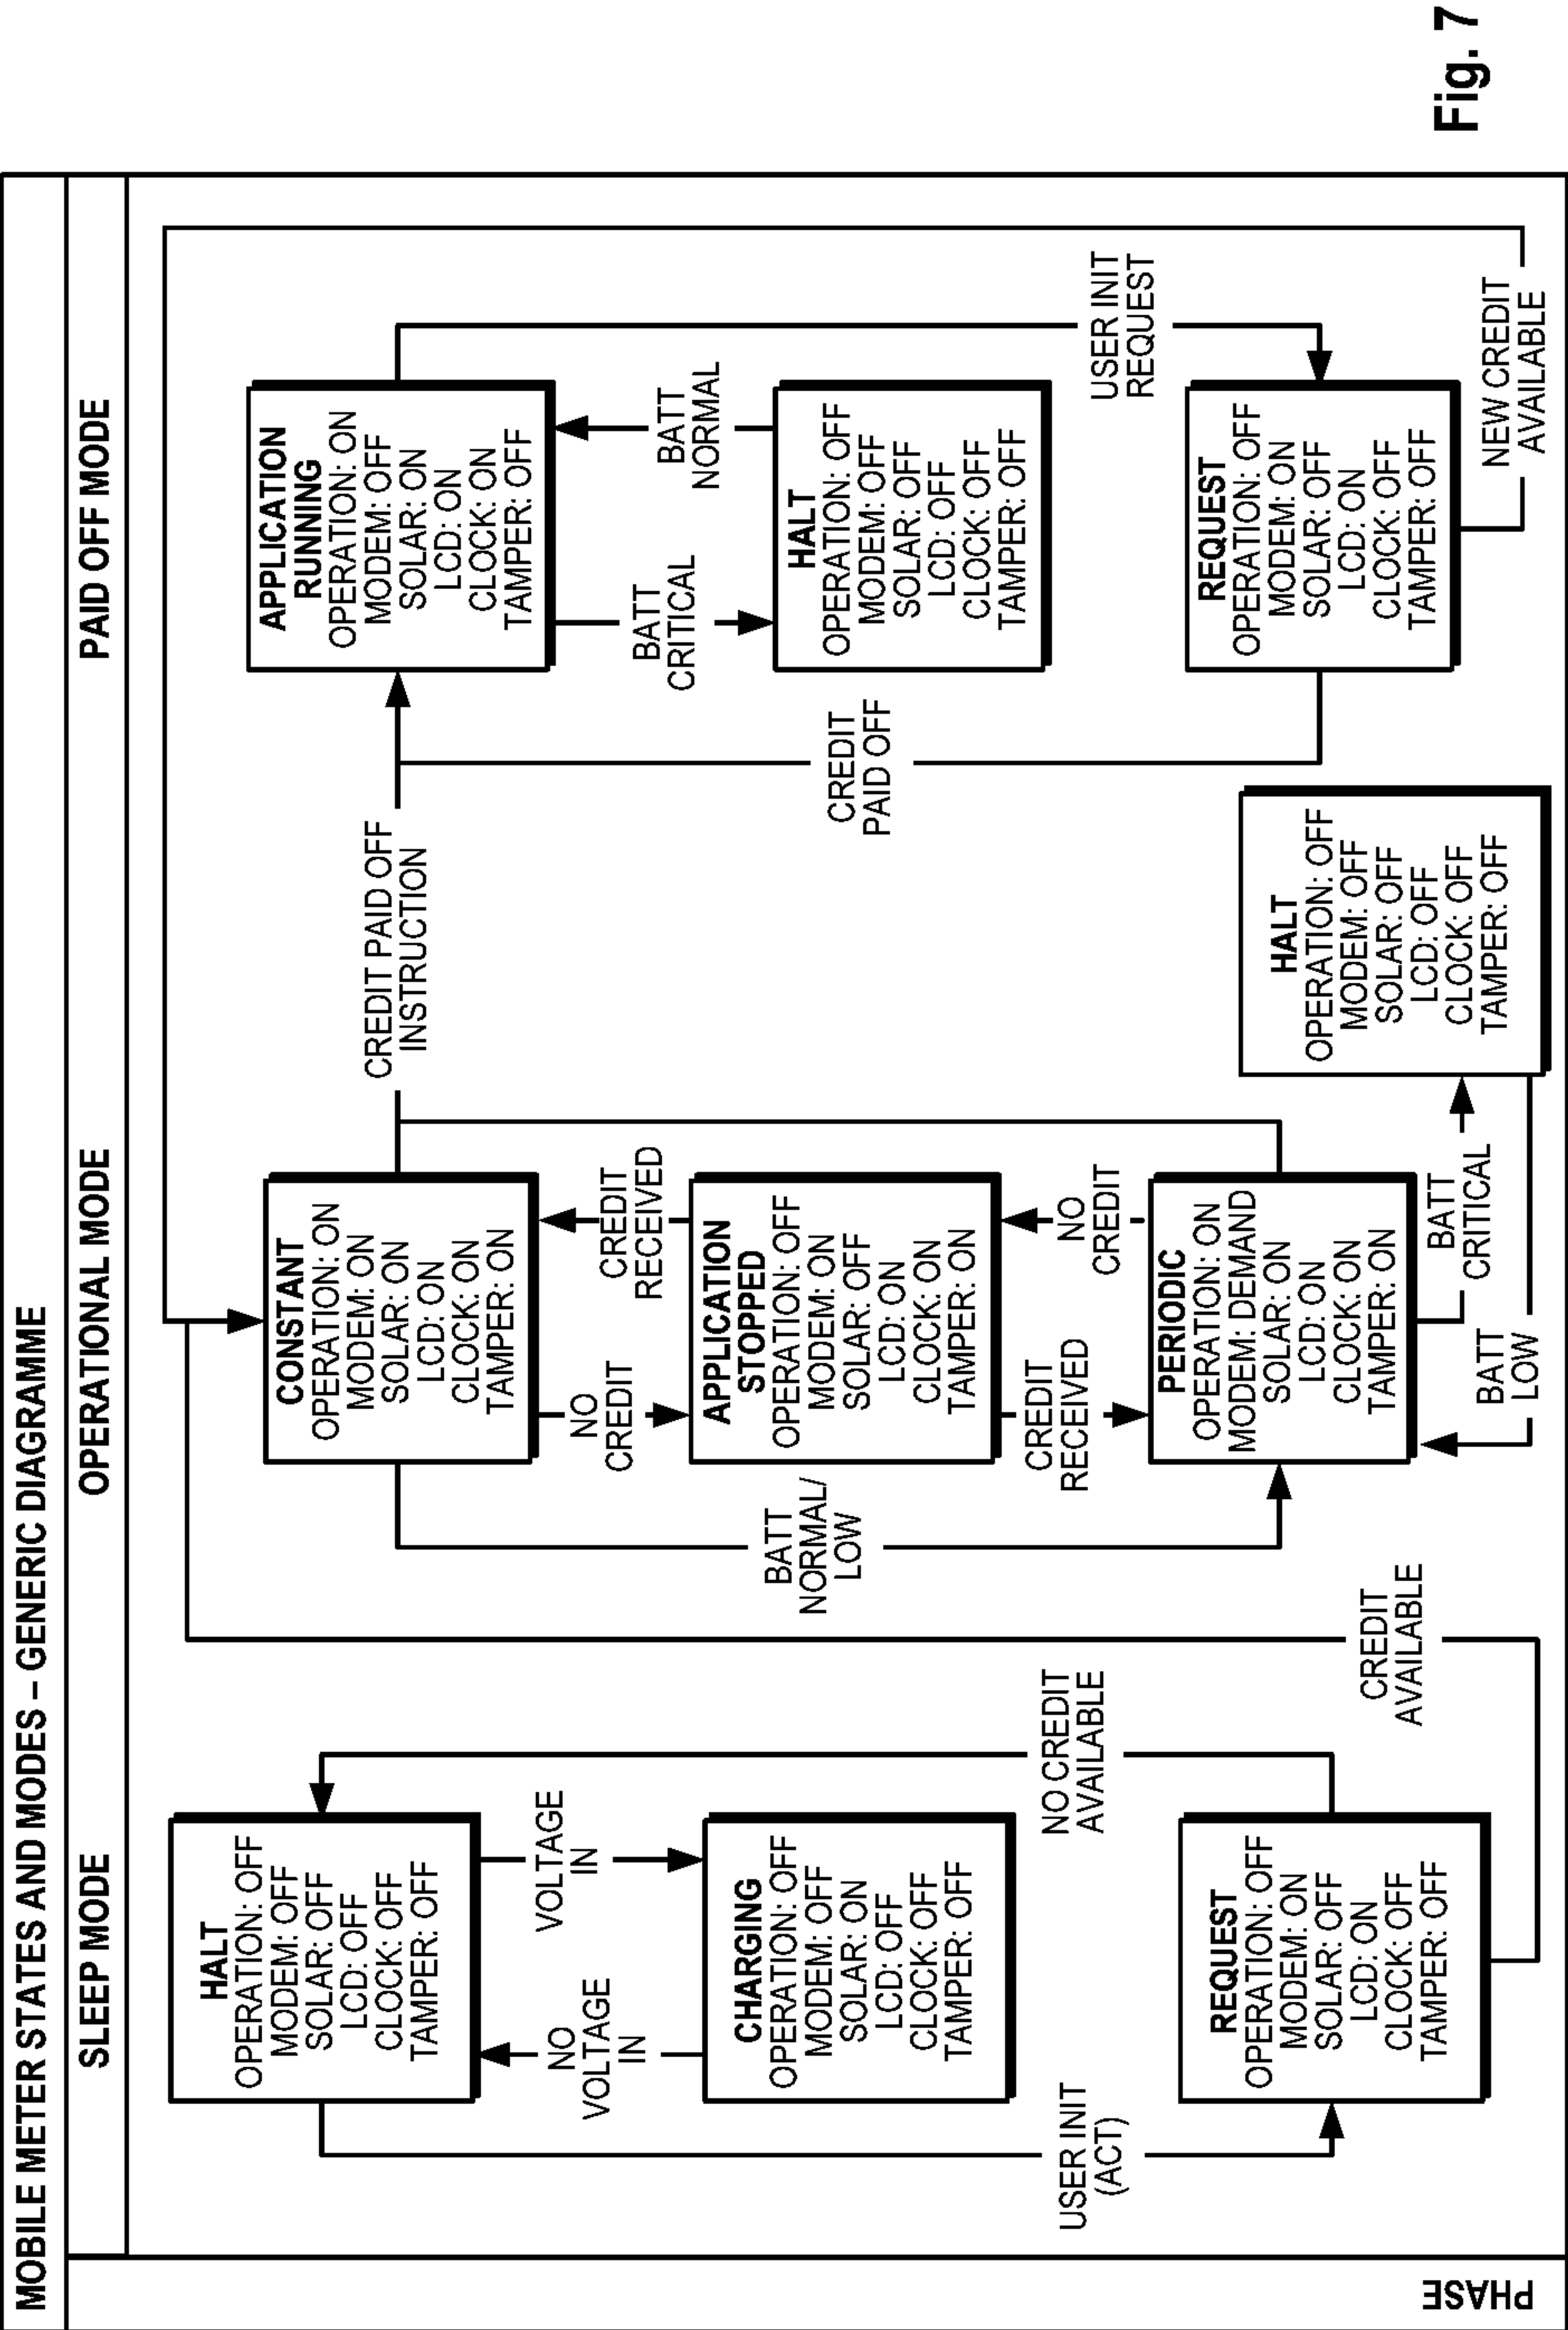 MOBILE METER STATES AND MODES – GENERIC DIAGRAMME
PHASE
SLEEP MODE
OPERATIONAL MODE
PAID OFF MODE
HALT
OPERATION: OFF
MODEM: OFF
SOLAR: OFF
LCD: OFF
CLOCK: OFF
TAMPER: OFF
NO
VOLTAGE
IN
VOLTAGE
IN
CHARGING
OPERATION: OFF
MODEM: OFF
SOLAR: ON
LCD: OFF
CLOCK: OFF
TAMPER: OFF
USER INIT
(ACT)
NO CREDIT
AVAILABLE
REQUEST
OPERATION: OFF
MODEM: ON
SOLAR: OFF
LCD: ON
CLOCK: OFF
TAMPER: OFF
CREDIT
AVAILABLE
CONSTANT
OPERATION: ON
MODEM: ON
SOLAR: ON
LCD: ON
CLOCK: ON
TAMPER: ON
NO
CREDIT
CREDIT
RECEIVED
BATT
NORMAL/
LOW
APPLICATION
STOPPED
OPERATION: OFF
MODEM: ON
SOLAR: OFF
LCD: ON
CLOCK: ON
TAMPER: ON
CREDIT
RECEIVED
NO
CREDIT
PERIODIC
OPERATION: ON
MODEM: DEMAND
SOLAR: ON
LCD: ON
CLOCK: ON
TAMPER: ON
BATT
CRITICAL
BATT
LOW
HALT
OPERATION: OFF
MODEM: OFF
SOLAR: OFF
LCD: OFF
CLOCK: OFF
TAMPER: OFF
CREDIT PAID OFF
INSTRUCTION
APPLICATION
RUNNING
OPERATION: ON
MODEM: OFF
SOLAR: ON
LCD: ON
CLOCK: ON
TAMPER: OFF
BATT
CRITICAL
BATT
NORMAL
HALT
OPERATION: OFF
MODEM: OFF
SOLAR: OFF
LCD: OFF
CLOCK: OFF
TAMPER: OFF
CREDIT
PAID OFF
USER INIT
REQUEST
REQUEST
OPERATION: OFF
MODEM: ON
SOLAR: OFF
LCD: ON
CLOCK: OFF
TAMPER: OFF
NEW CREDIT
AVAILABLE
Fig. 7